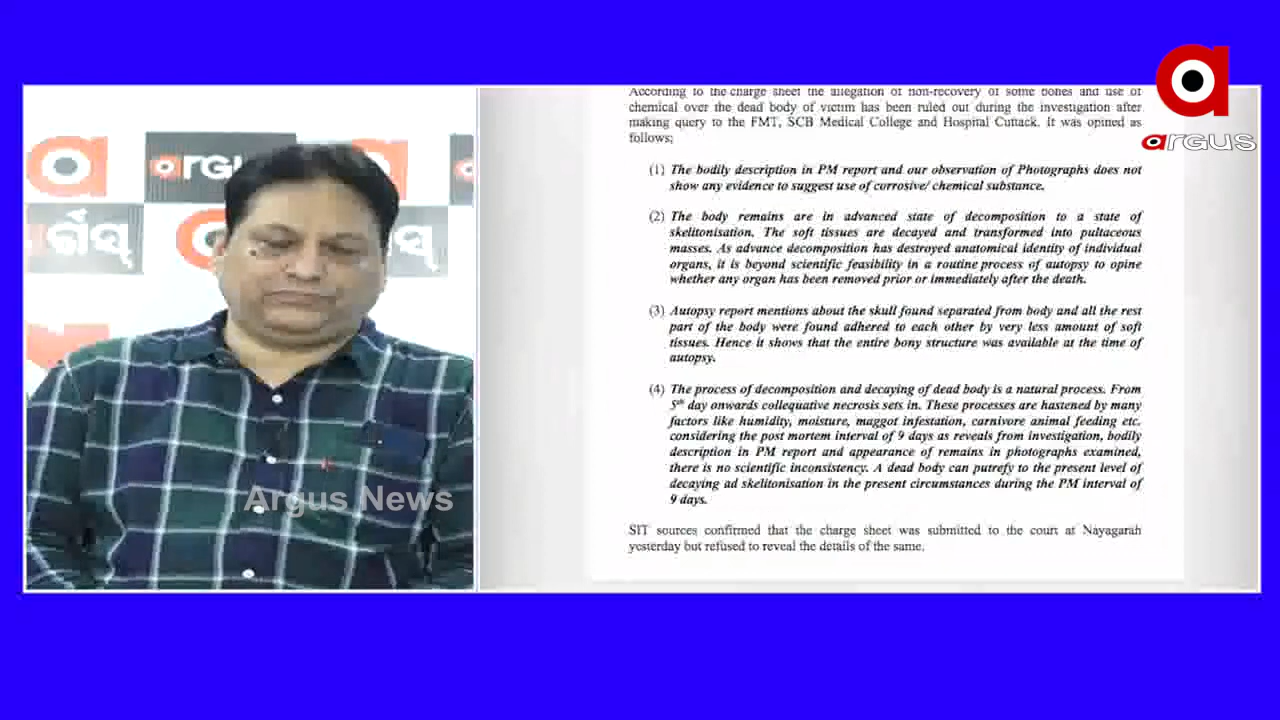 argus
ଅର୍ଗସ୍
argus
Argus News
According to the charge sheet the allegation of non-recovery of some bones and use of
chemical over the dead body of victim has been ruled out during the investigation after
making query to the FMT, SCB Medical College and Hospital Cuttack. It was opined as
follows;
(1) The bodily description in PM report and our observation of Photographs does not
show any evidence to suggest use of corrosive/ chemical substance.
(2) The body remains are in advanced state of decomposition to a state of
skelitonisation. The soft tissues are decayed and transformed into pultaceous
masses. As advance decomposition has destroyed anatomical identity of individual
organs, it is beyond scientific feasibility in a routine process of autopsy to opine
whether any organ has been removed prior or immediately after the death.
(3) Autopsy report mentions about the skull found separated from body and all the rest
part of the body were found adhered to each other by very less amount of soft
tissues. Hence it shows that the entire bony structure was available at the time of
autopsy.
(4) The process of decomposition and decaying of dead body is a natural process. From
5th day onwards collequative necrosis sets in. These processes are hastened by many
factors like humidity, moisture, maggot infestation, carnivore animal feeding etc.
considering the post mortem interval of 9 days as reveals from investigation, bodily
description in PM report and appearance of remains in photographs examined,
there is no scientific inconsistency. A dead body can putrefy to the present level of
decaying ad skelitonisation in the present circumstances during the PM interval of
9 days.
SIT sources confirmed that the charge sheet was submitted to the court at Nayagarah
yesterday but refused to reveal the details of the same.